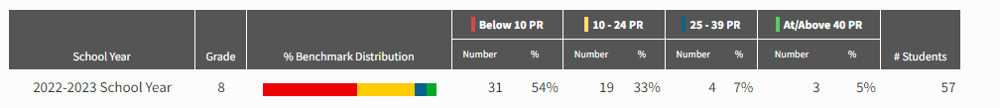 Below 10 PR 10 - 24 PR 25 - 39 PR At/Above 40 PR
School Year Grade % Benchmark Distribution Number % Number % Number % Number % # Students
2022-2023 School Year 8 31 54% 19 33% 4 7% 3 5% 57